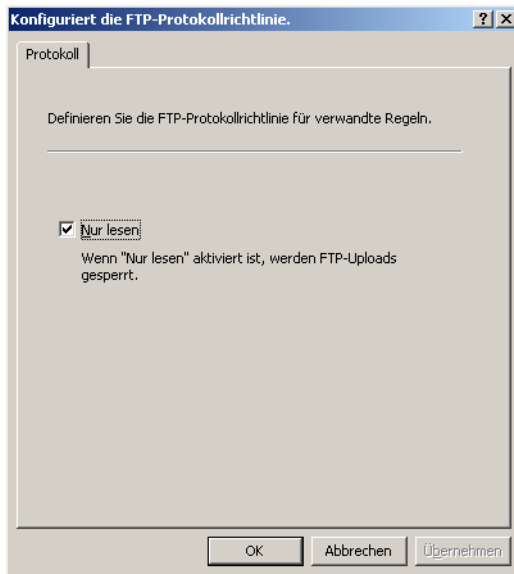 Konfiguriert die FTP-Protokollrichtlinie.
Protokoll
Definieren Sie die FTP-Protokollrichtlinie für verwandte Regeln.
Nur lesen
Wenn "Nur lesen" aktiviert ist, werden FTP-Uploads
gesperrt.
OK Abbrechen Übernehmen